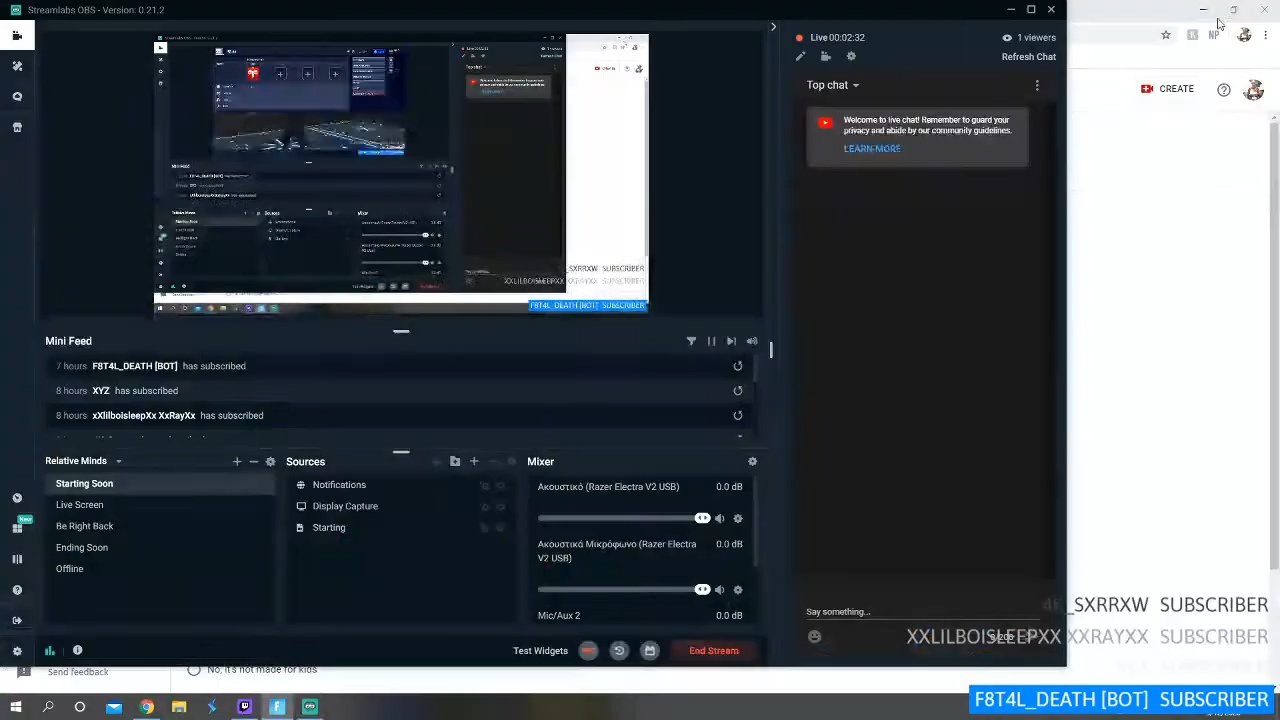 Streamlabs OBS - Version: 0.21.2
Live 00:02:32
1 viewers
Refresh Chat
NP
CREATE
Top chat
Welcome to live chat! Remember to guard your
privacy and abide by our community guidelines.
LEARN MORE
Mini Feed
7 hours F8T4L_DEATH [BOT] has subscribed
8 hours XYZ has subscribed
8 hours xXlilboisleepXx XxRayXx has subscribed
Relative Minds
Sources
Mixer
Starting Soon
Live Screen
Be Right Back
Ending Soon
Offline
Notifications
Display Capture
Starting
Ακουστικό (Razer Electra V2 USB)
0.0 dB
Ακουστικά Μικρόφωνο (Razer Electra
V2 USB)
0.0 dB
Mic/Aux 2
0.0 dB
Say something...
_SXRRXW SUBSCRIBER
XXLILBOISLEEPXX XXRAYXX SUBSCRIBER
Test Widgets
REC
End Stream
Send feedback
No, it's not made for kids
F8T4L_DEATH [BOT] SUBSCRIBER